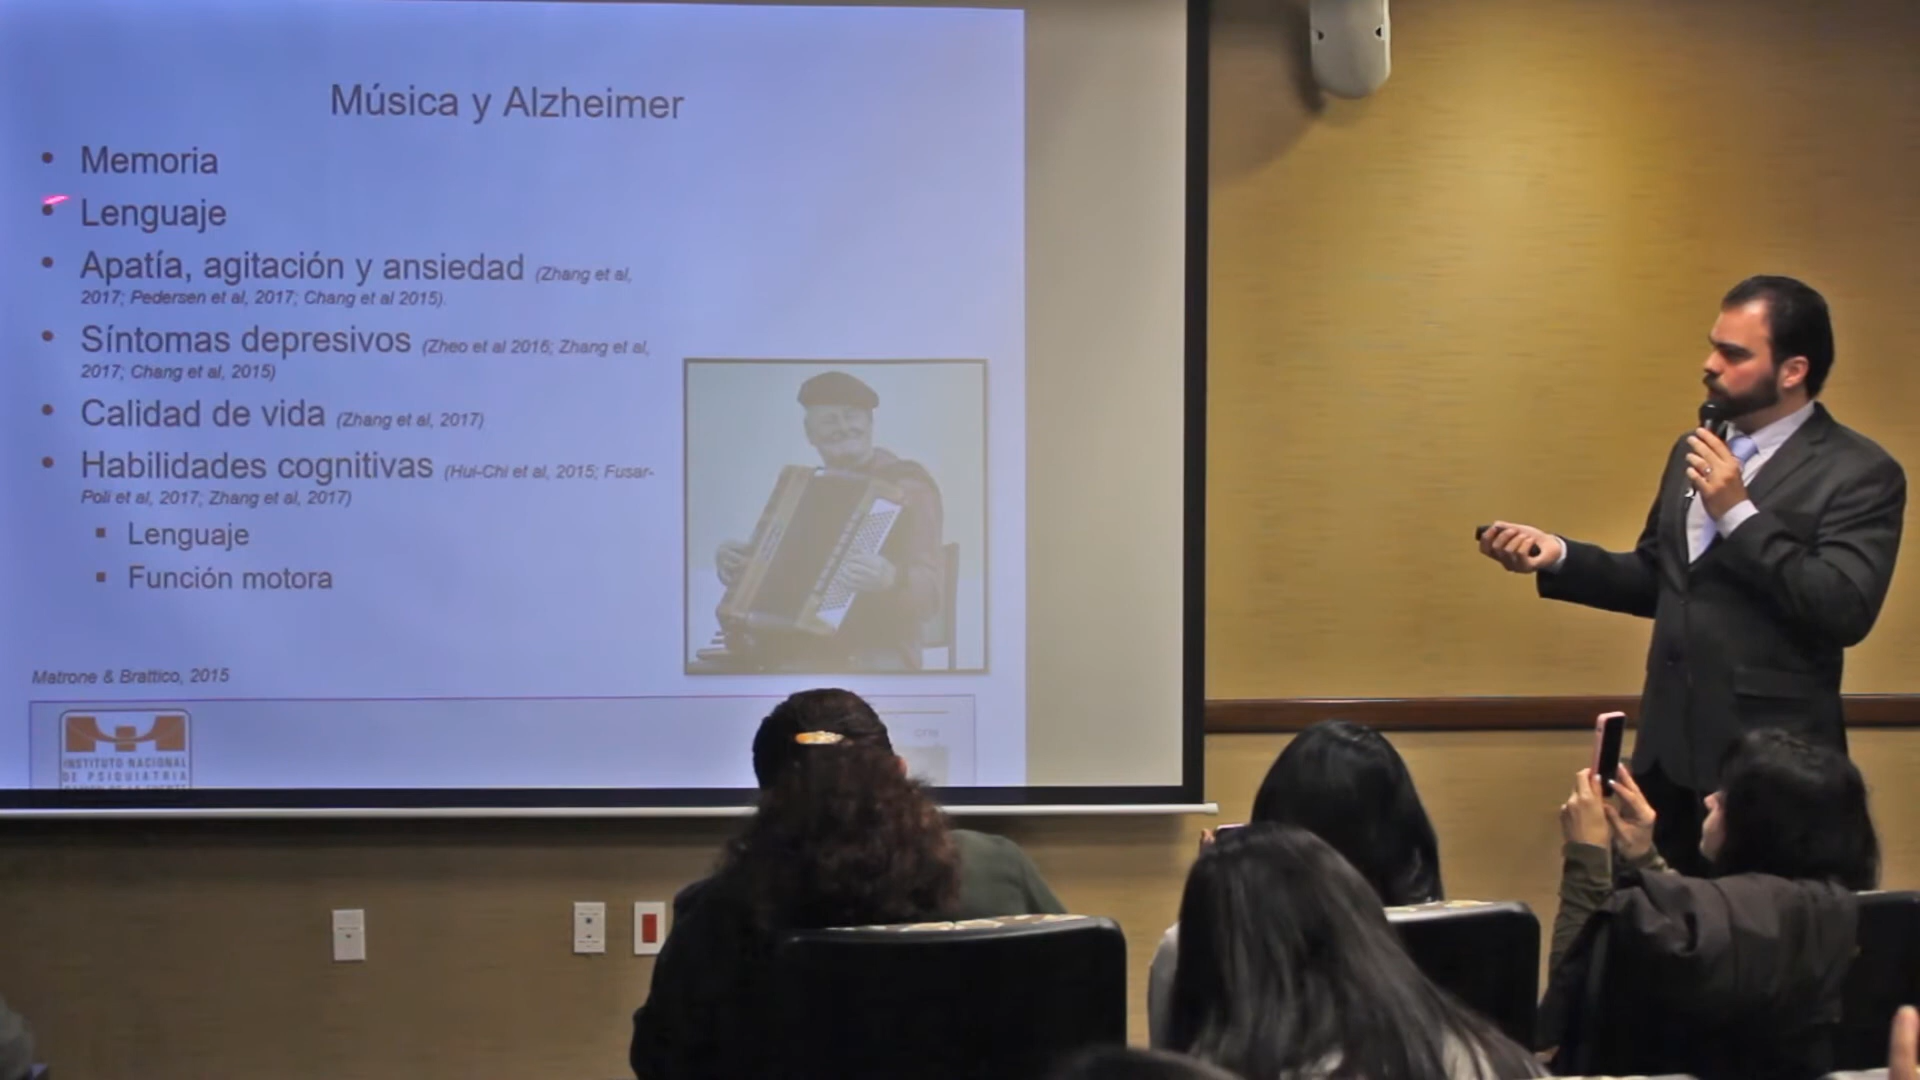 Música y Alzheimer
• Memoria
• Lenguaje
• Apatía, agitación y ansiedad (Zhang et al,
2017; Pedersen et al, 2017; Chang et al 2015).
• Síntomas depresivos (Zheo et al 2016; Zhang et al,
2017; Chang et al, 2015)
• Calidad de vida (Zhang et al, 2017)
• Habilidades cognitivas (Hui-Chi et al, 2015; Fusar-
Poli et al, 2017; Zhang et al, 2017)
▪ Lenguaje
▪ Función motora
Matrone & Brattico, 2015
INSTITUTO NACIONAL
DE PSIQUIATRIA